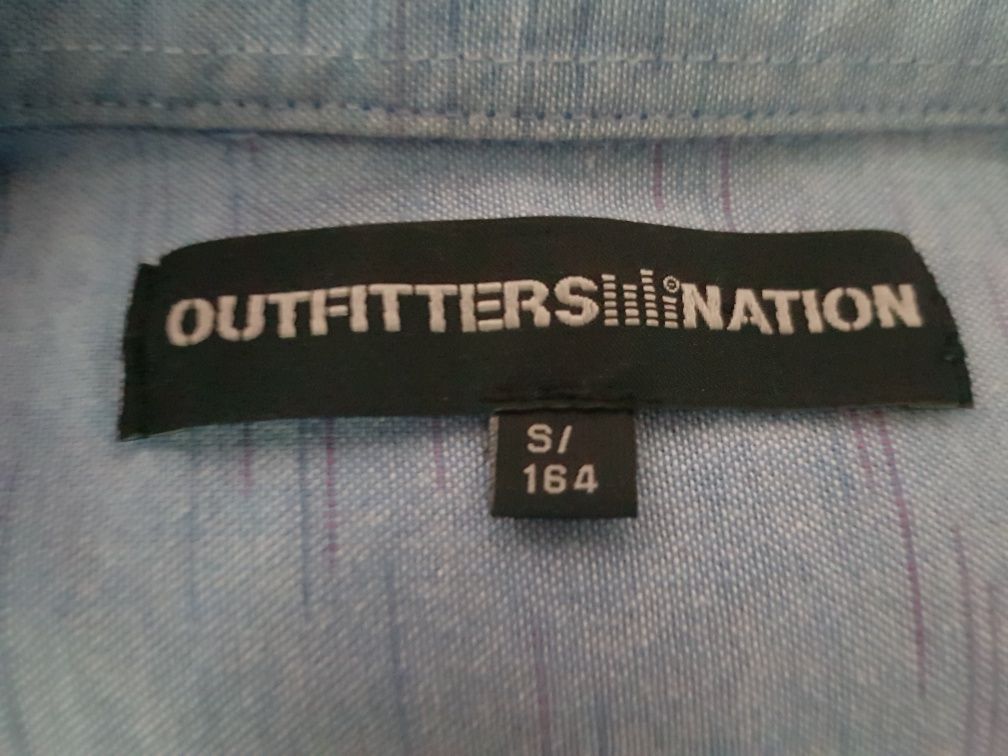 OUTFITTERS ® NATION
S/
164